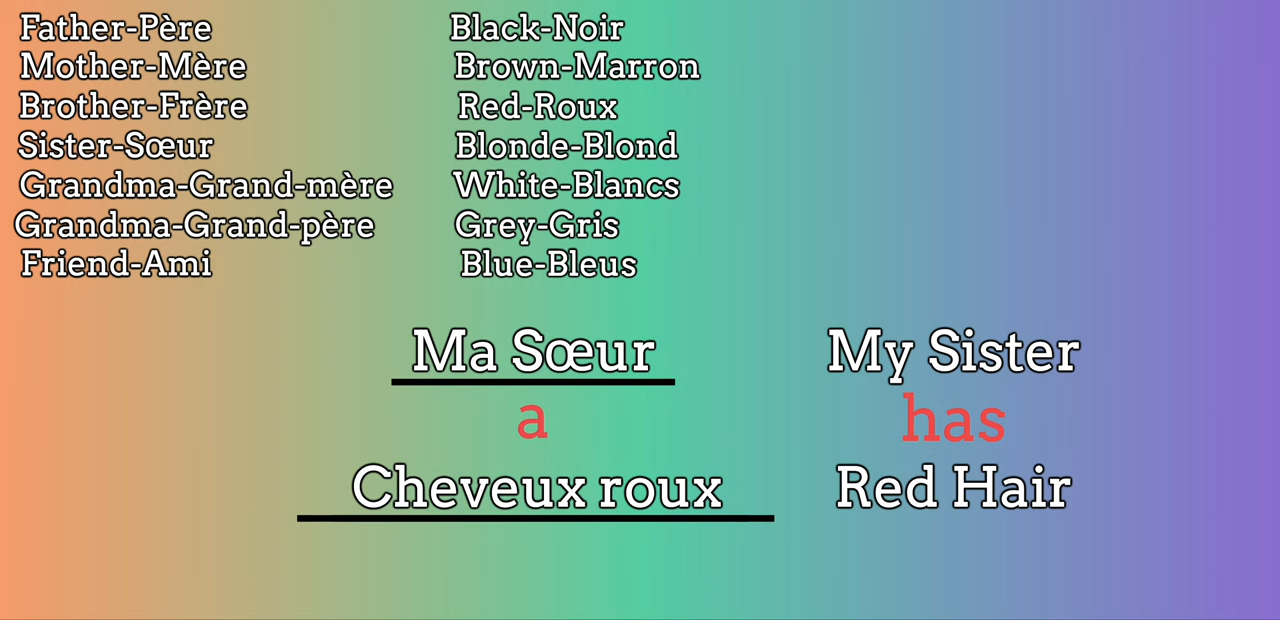 Father-Père
Mother-Mère
Brother-Frère
Sister-Sœur
Grandma-Grand-mère
Grandma-Grand-père
Friend-Ami
Black-Noir
Brown-Marron
Red-Roux
Blonde-Blond
White-Blancs
Grey-Gris
Blue-Bleus
Ma Sœur
a
Cheveux roux
My Sister
has
Red Hair